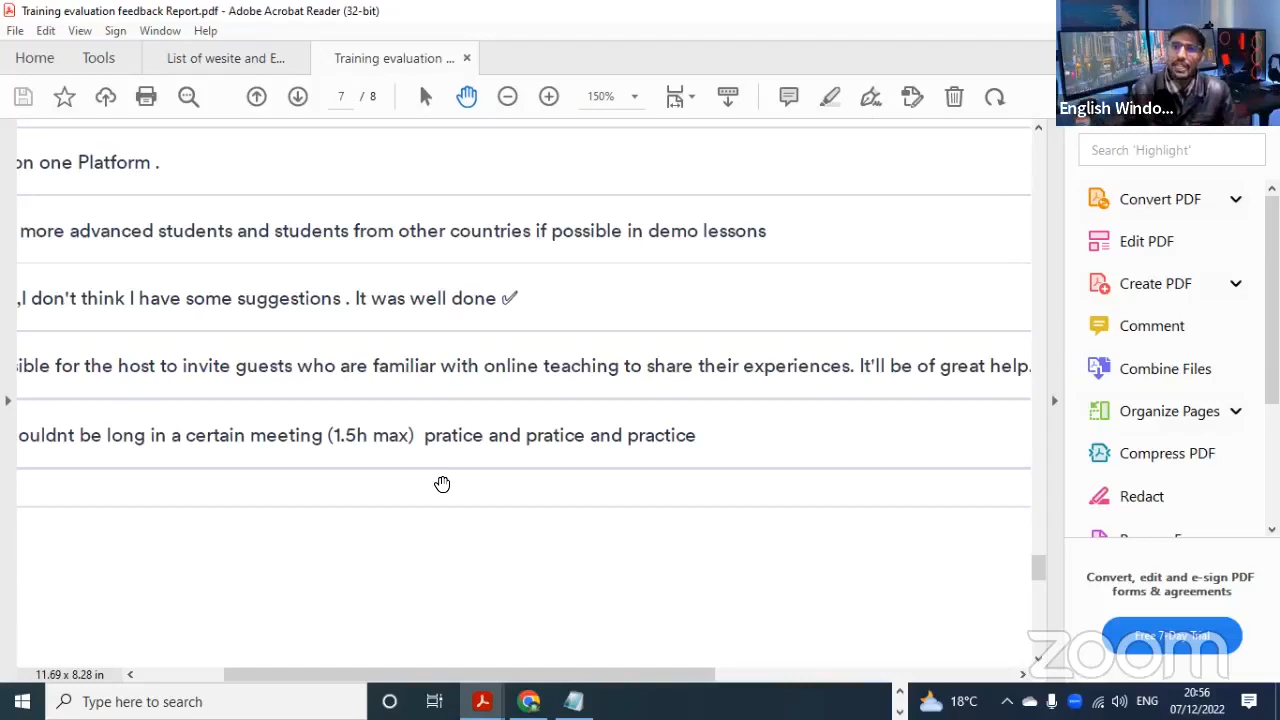 Training evaluation feedback Report.pdf - Adobe Acrobat Reader (32-bit)
File Edit View Sign Window Help
Home Tools List of wesite and E... Training evaluation ... ×
7 / 8 150%
English Windo...
on one Platform .
more advanced students and students from other countries if possible in demo lessons
,I don't think I have some suggestions . It was well done ✅
sible for the host to invite guests who are familiar with online teaching to share their experiences. It'll be of great help.
ouldnt be long in a certain meeting (1.5h max) pratice and pratice and practice
Search 'Highlight'
Convert PDF
Edit PDF
Create PDF
Comment
Combine Files
Organize Pages
Compress PDF
Redact
Convert, edit and e-sign PDF
forms & agreements
Free 7-Day Trial
zoom
11.69 x 8.28 in
Type here to search
18°C ENG 20:56
07/12/2022